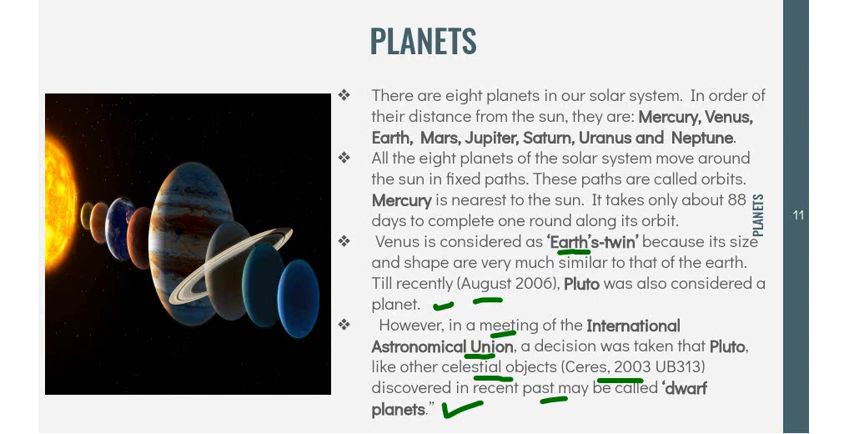 PLANETS
❖ There are eight planets in our solar system. In order of
their distance from the sun, they are: Mercury, Venus,
Earth, Mars, Jupiter, Saturn, Uranus and Neptune.
❖ All the eight planets of the solar system move around
the sun in fixed paths. These paths are called orbits.
Mercury is nearest to the sun. It takes only about 88
days to complete one round along its orbit.
❖ Venus is considered as ‘Earth’s-twin’ because its size
and shape are very much similar to that of the earth.
Till recently (August 2006), Pluto was also considered a
planet.
❖ However, in a meeting of the International
Astronomical Union, a decision was taken that Pluto,
like other celestial objects (Ceres, 2003 UB313)
discovered in recent past may be called ‘dwarf
planets.”
PLANETS
11